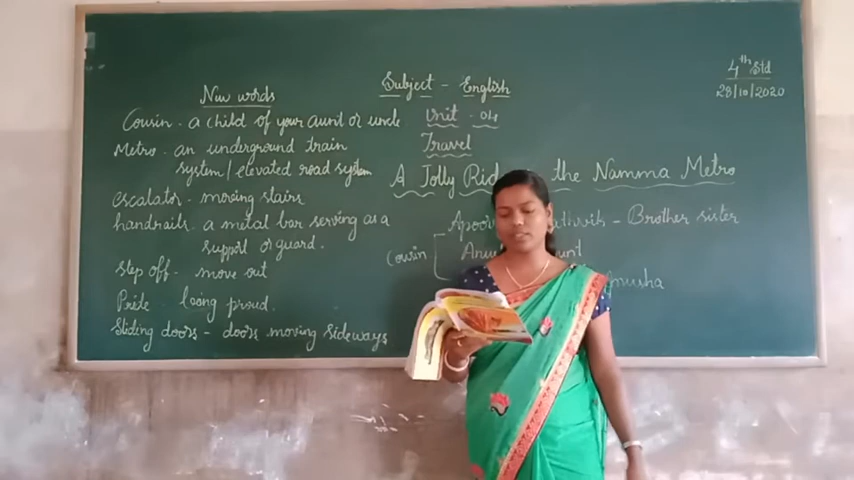 4th Std
28/10/2020
Subject - English
Unit - 04
Travel
A Jolly Ride the Namma Metro
New words
Cousin - a child of your aunt or uncle
Metro - an underground train
system/elevated road system
escalator - moving stairs
handrails - a metal bar serving as a
support or guard.
step off - move out
Pride being proud.
Sliding doors - doors moving sideways
Brother sister
Cousin
Anusha